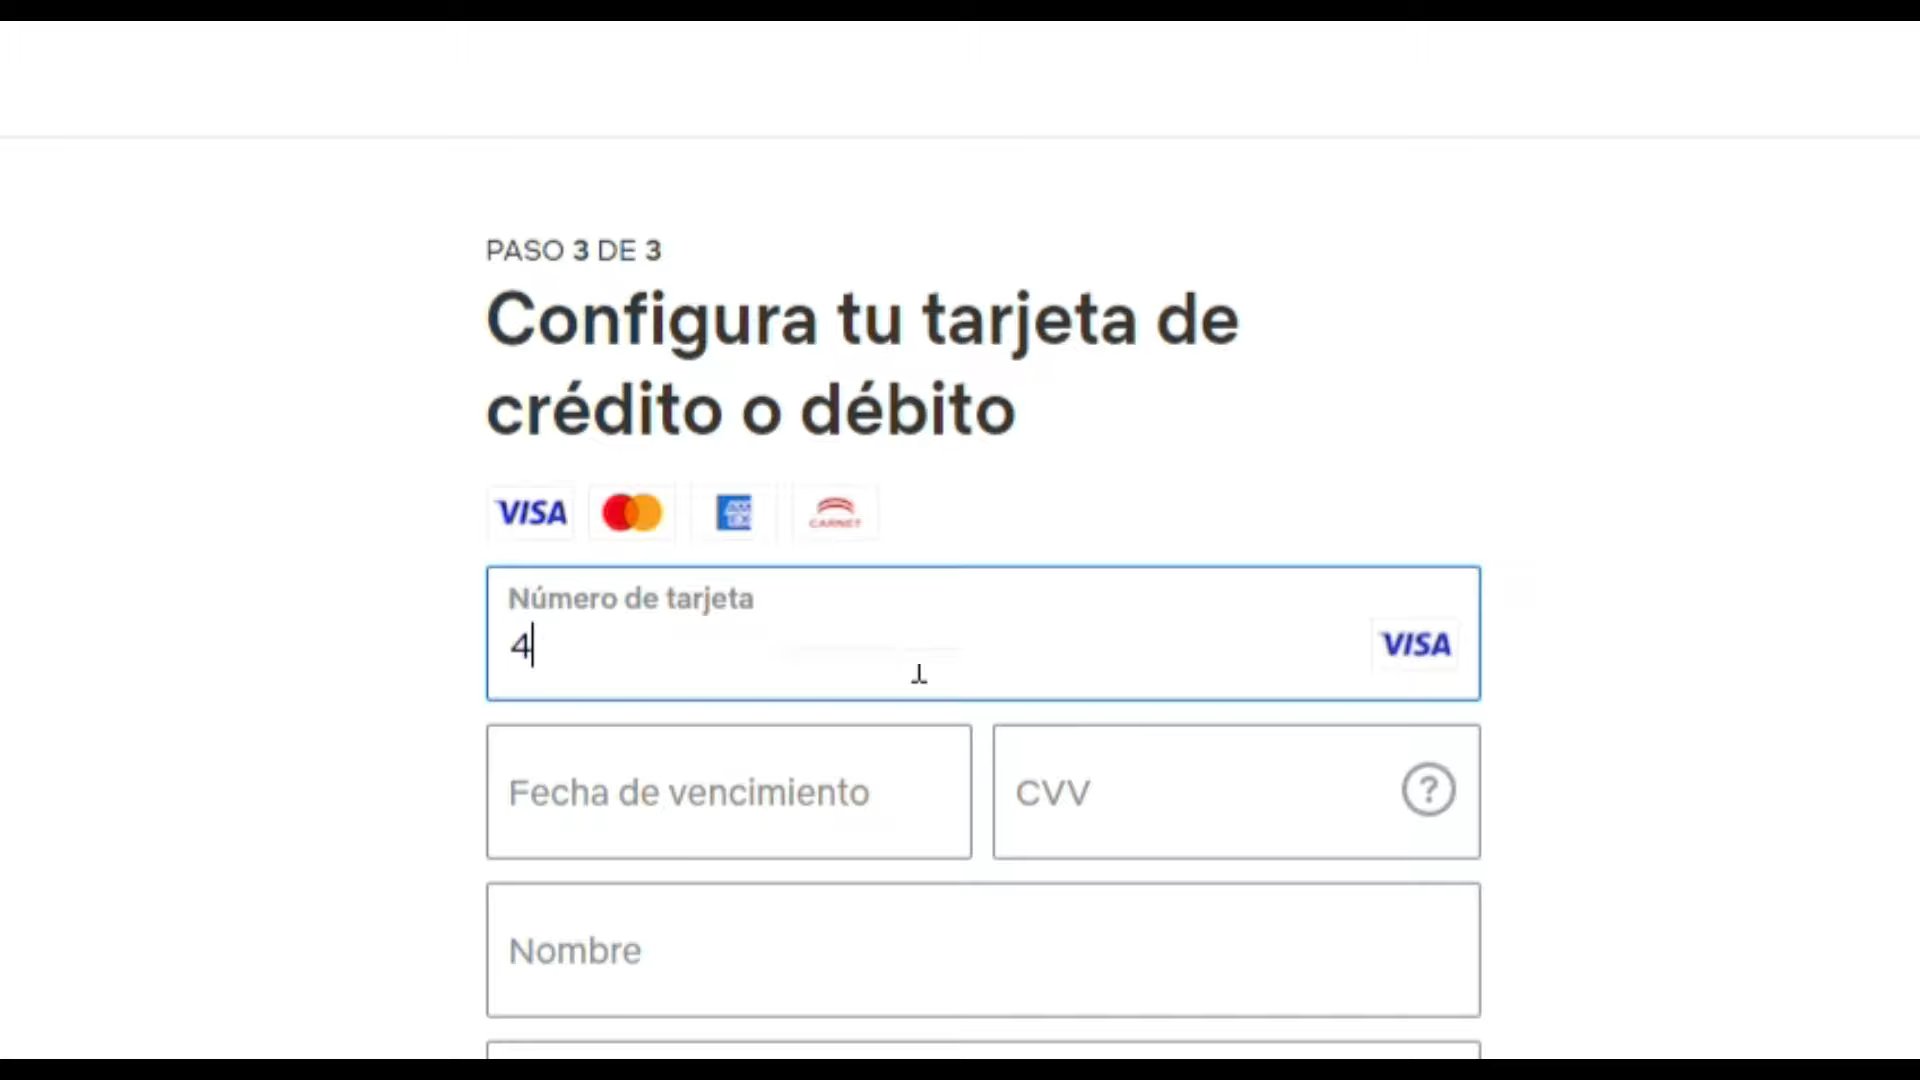 PASO 3 DE 3
Configura tu tarjeta de
crédito o débito
VISA
CARNET
Número de tarjeta
4
VISA
Fecha de vencimiento
CVV
?
Nombre